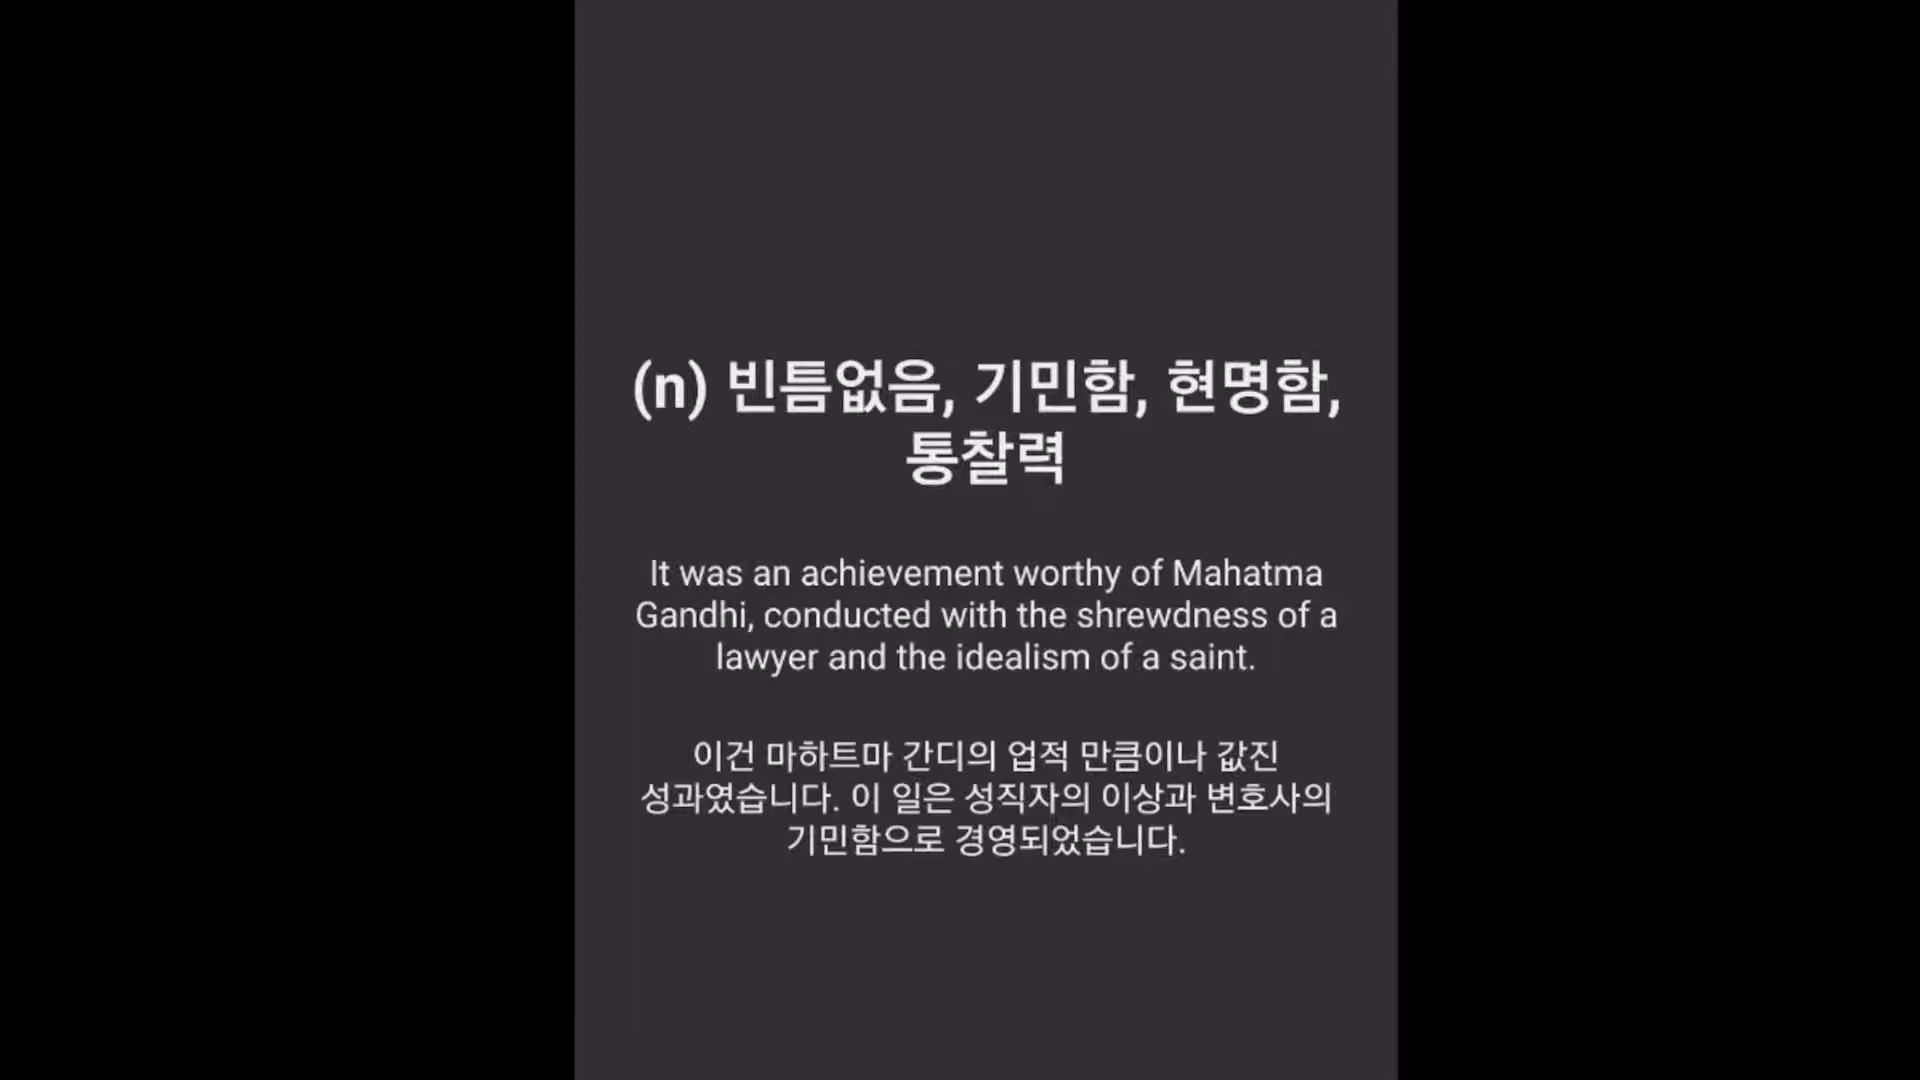 (n) 빈틈없음, 기민함, 현명함,
통찰력
It was an achievement worthy of Mahatma
Gandhi, conducted with the shrewdness of a
lawyer and the idealism of a saint.
이건 마하트마 간디의 업적 만큼이나 값진
성과였습니다. 이 일은 성직자의 이상과 변호사의
기민함으로 경영되었습니다.